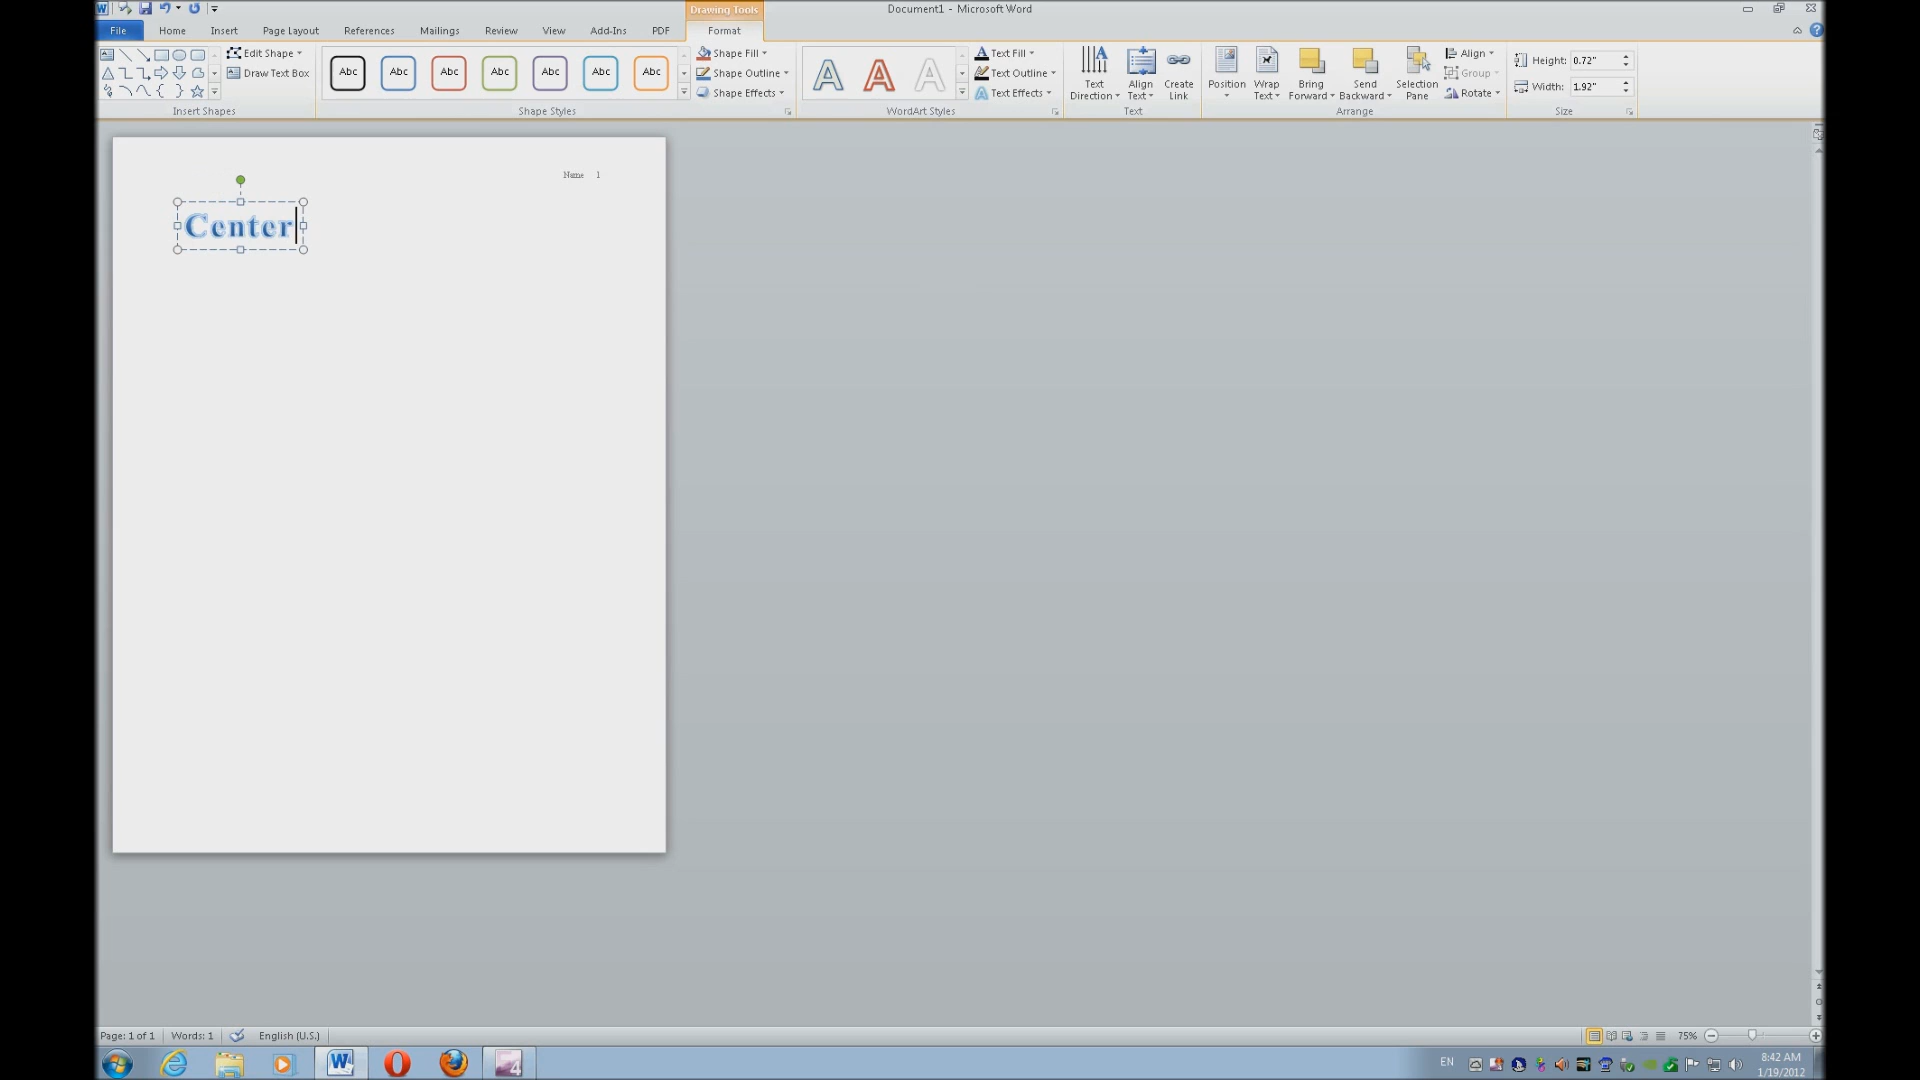 Drawing Tools
Document1 - Microsoft Word
File Home Insert Page Layout References Mailings Review View Add-Ins PDF Format
Edit Shape
Draw Text Box
Insert Shapes
Abc Abc Abc Abc Abc Abc Abc
Shape Styles
Shape Fill
Shape Outline
Shape Effects
A A A
WordArt Styles
Text Fill
Text Outline
Text Effects
Text Direction
Align Text
Create Link
Text
Position
Wrap Text
Bring Forward
Send Backward
Selection Pane
Align
Group
Rotate
Arrange
Height: 0.72"
Width: 1.92"
Size
Name 1
Center
Page: 1 of 1 Words: 1 English (U.S.) 75%
EN
8:42 AM
1/19/2012